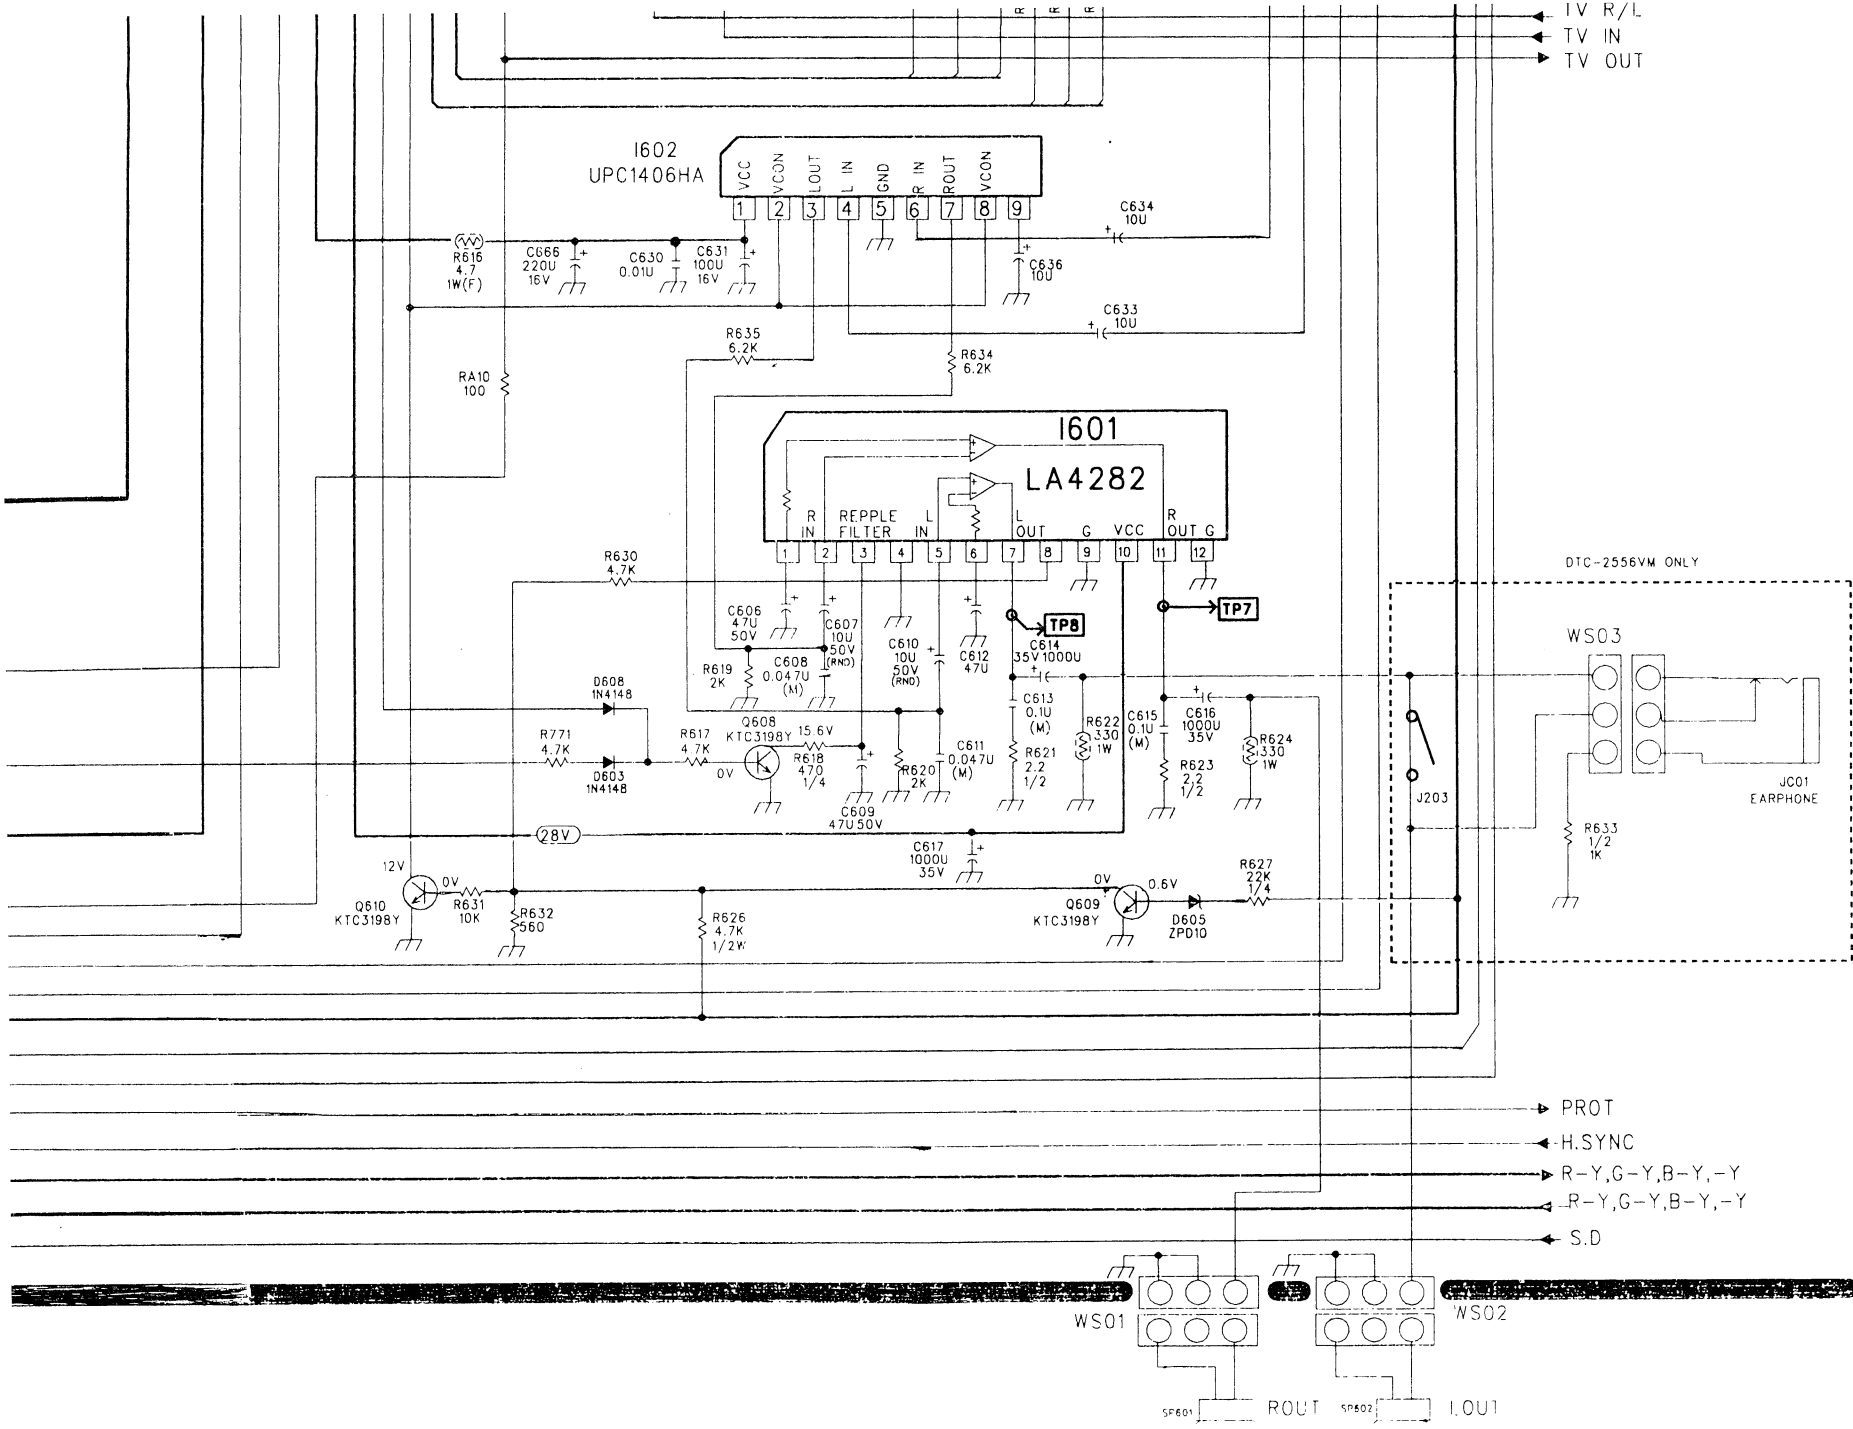 R
R
R
TV R/L
TV IN
TV OUT
I602
UPC1406HA
VCC
VCON
LOUT
L IN
GND
R IN
ROUT
VCON
1
2
3
4
5
6
7
8
9
C634
10U
R616
4.7
1W(F)
C666
220U
16V
C630
0.01U
C631
100U
16V
C636
10U
C633
10U
R635
6.2K
R634
6.2K
RA10
100
I601
LA4282
R
IN
REPPLE
FILTER
L
IN
L
OUT
G
VCC
R
OUT
G
1
2
3
4
5
6
7
8
9
10
11
12
R630
4.7K
DTC-2556VM ONLY
TP8
TP7
C606
47U
50V
C607
10U
50V
(RND)
C610
10U
50V
(RND)
C612
47U
C614
35V1000U
WS03
R619
2K
C608
0.047U
(M)
D608
1N4148
C613
0.1U
(M)
R622
330
1W
C615
0.1U
(M)
C616
1000U
35V
R624
330
1W
R771
4.7K
D603
1N4148
R617
4.7K
Q608
KTC3198Y
15.6V
0V
R618
470
1/4
R620
2K
C611
0.047U
(M)
R621
2.2
1/2
R623
2.2
1/2
J203
JC01
EARPHONE
C609
47U50V
28V
R633
1/2
1K
C617
1000U
35V
12V
0V
Q610
KTC3198Y
R631
10K
R632
560
R626
4.7K
1/2W
0V
0.6V
Q609
KTC3198Y
D605
ZPD10
R627
22K
1/4
PROT
H.SYNC
R-Y,G-Y,B-Y,-Y
R-Y,G-Y,B-Y,-Y
S.D
WS01
WS02
SP601
ROUT
SP602
LOUT